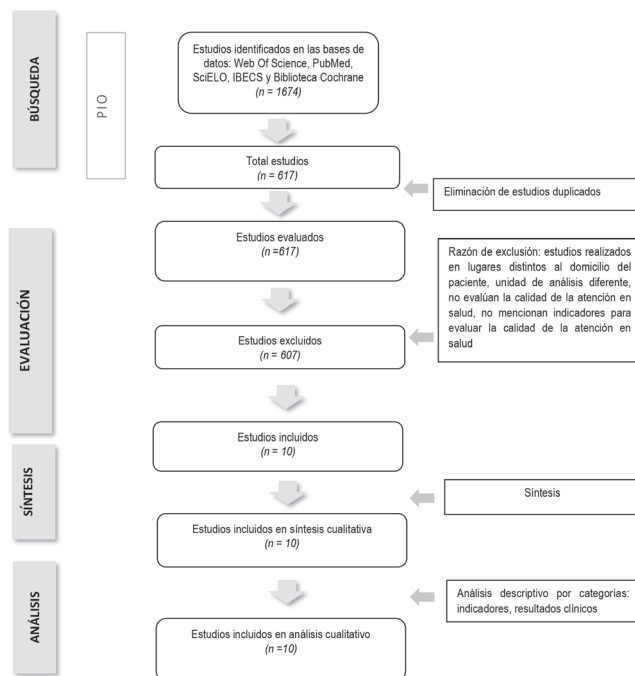 BÚSQUEDA
PIO
Estudios identificados en las bases de
datos: Web Of Science, PubMed,
SciELO, IBECS y Biblioteca Cochrane
(n = 1674)
Total estudios
(n = 617)
Eliminación de estudios duplicados
EVALUACIÓN
Estudios evaluados
(n =617)
Razón de exclusión: estudios realizados
en lugares distintos al domicilio del
paciente, unidad de análisis diferente,
no evalúan la calidad de la atención en
salud, no mencionan indicadores para
evaluar la calidad de la atención en
salud
Estudios excluidos
(n = 607)
Estudios incluidos
(n = 10)
SÍNTESIS
Síntesis
Estudios incluidos en síntesis cualitativa
(n = 10)
ANÁLISIS
Análisis descriptivo por categorías:
indicadores, resultados clínicos
Estudios incluidos en análisis cualitativo
(n =10)